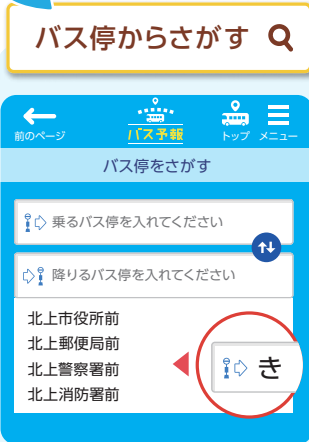 バス停からさがす
前のページ
バス予報
トップ
メニュー
バス停をさがす
乗るバス停を入れてください
降りるバス停を入れてください
北上市役所前
北上郵便局前
北上警察署前
北上消防署前
き